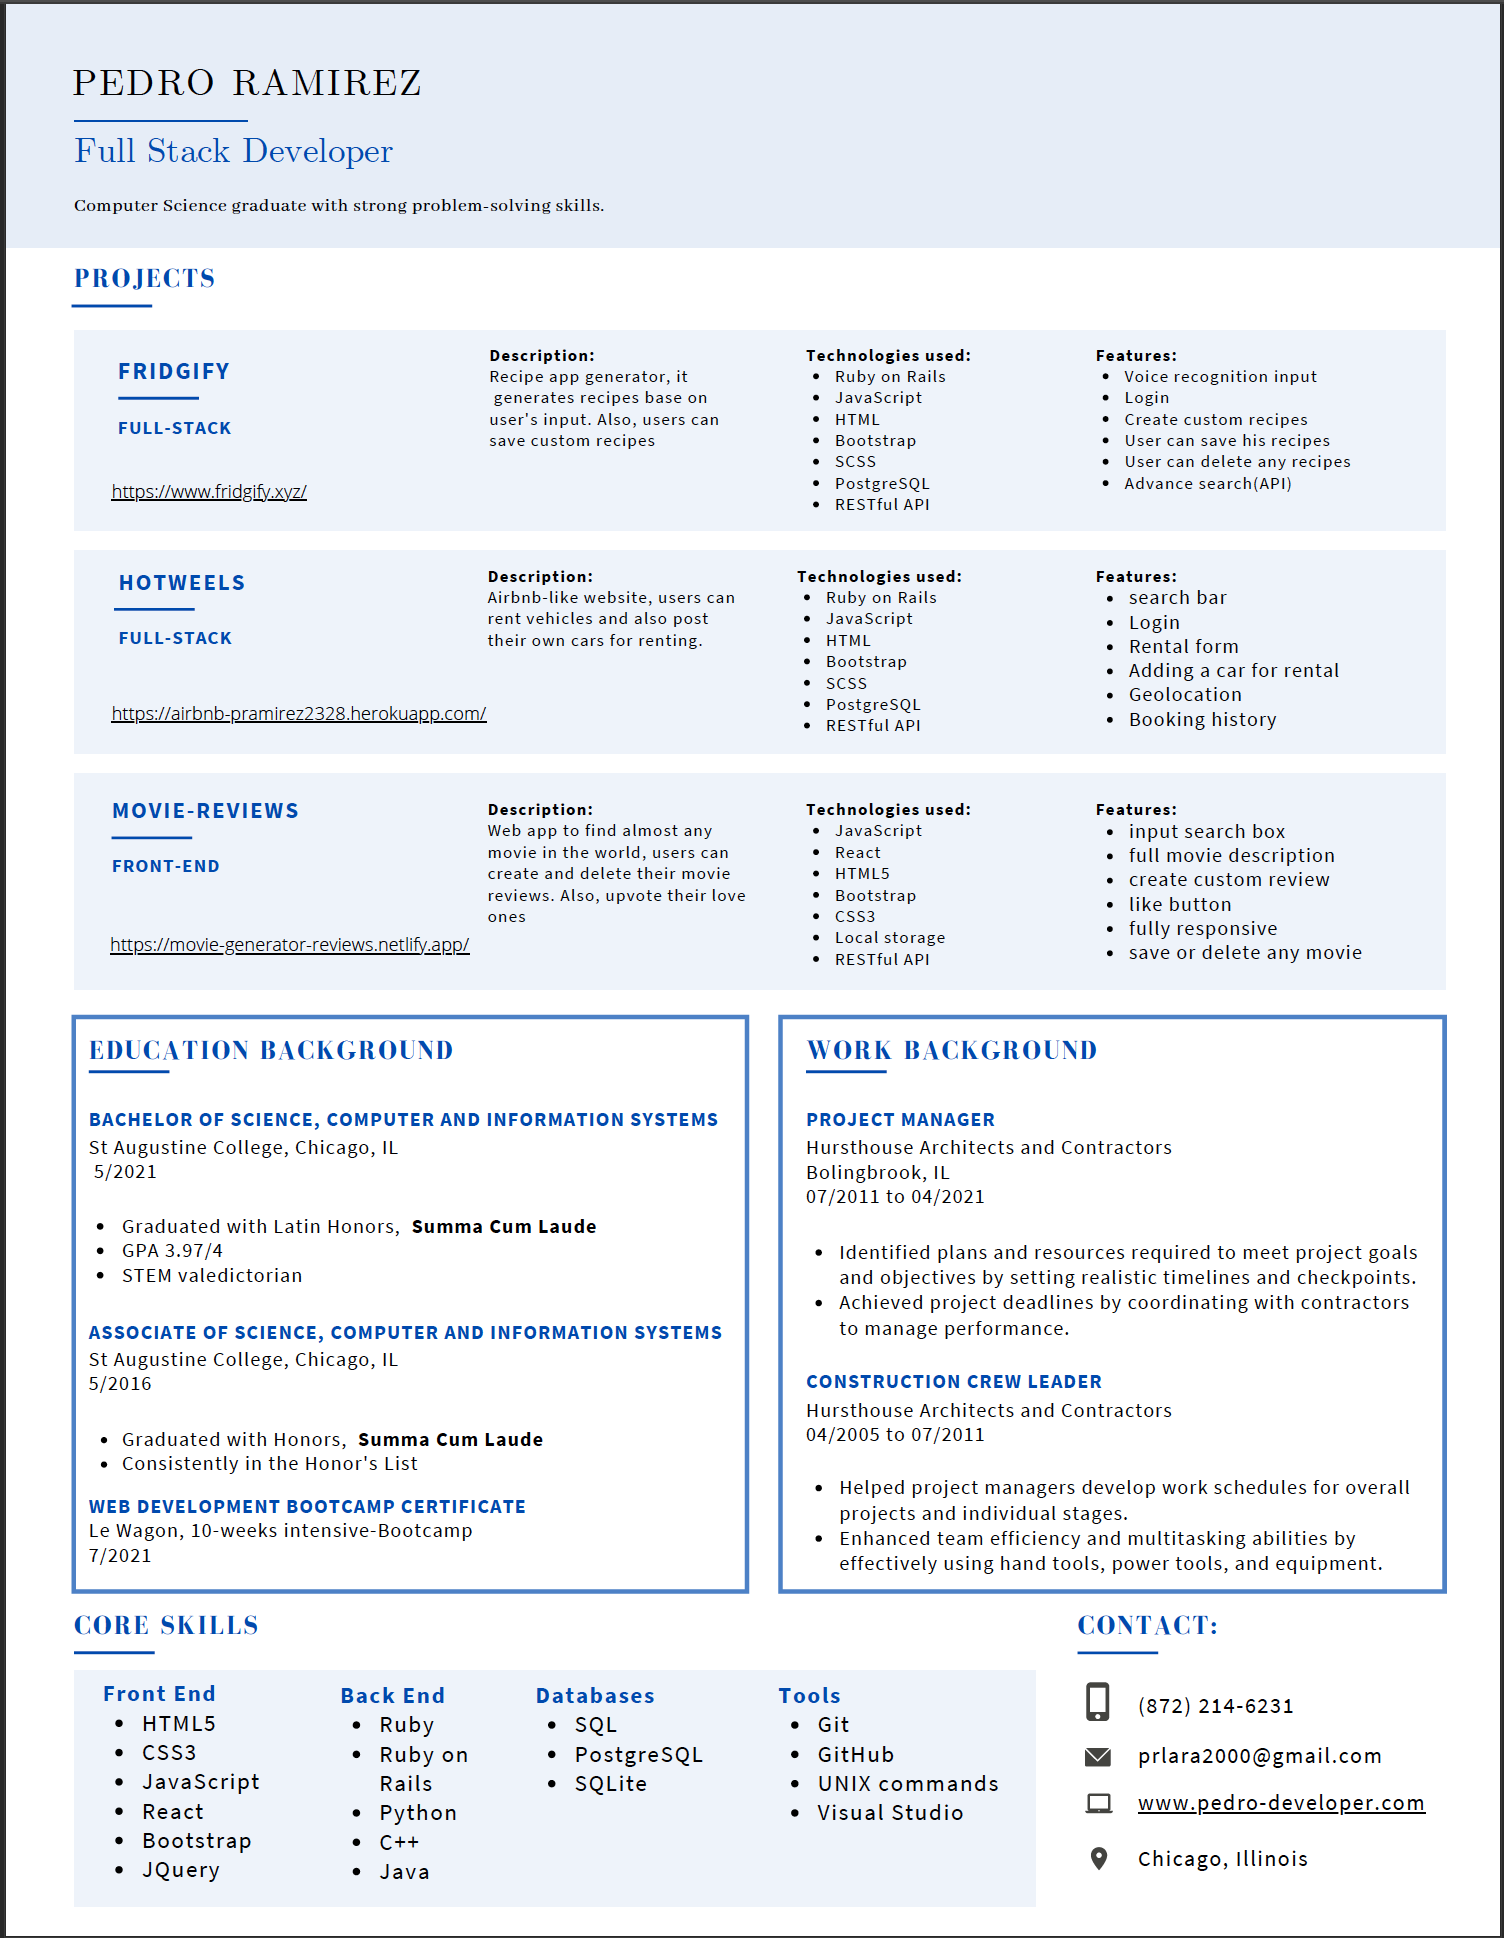 PEDRO RAMIREZ
Full Stack Developer
Computer Science graduate with strong problem-solving skills.
PROJECTS
FRIDGIFY
FULL-STACK
https://www.fridgify.xyz/
Description:
Recipe app generator, it
generates recipes base on
user's input. Also, users can
save custom recipes
Technologies used:
• Ruby on Rails
• JavaScript
• HTML
• Bootstrap
• SCSS
• PostgreSQL
• RESTful API
Features:
• Voice recognition input
• Login
• Create custom recipes
• User can save his recipes
• User can delete any recipes
• Advance search(API)
HOTWEELS
FULL-STACK
https://airbnb-pramirez2328.herokuapp.com/
Description:
Airbnb-like website, users can
rent vehicles and also post
their own cars for renting.
Technologies used:
• Ruby on Rails
• JavaScript
• HTML
• Bootstrap
• SCSS
• PostgreSQL
• RESTful API
Features:
• search bar
• Login
• Rental form
• Adding a car for rental
• Geolocation
• Booking history
MOVIE-REVIEWS
FRONT-END
https://movie-generator-reviews.netlify.app/
Description:
Web app to find almost any
movie in the world, users can
create and delete their movie
reviews. Also, upvote their love
ones
Technologies used:
• JavaScript
• React
• HTML5
• Bootstrap
• CSS3
• Local storage
• RESTful API
Features:
• input search box
• full movie description
• create custom review
• like button
• fully responsive
• save or delete any movie
EDUCATION BACKGROUND
BACHELOR OF SCIENCE, COMPUTER AND INFORMATION SYSTEMS
St Augustine College, Chicago, IL
5/2021
• Graduated with Latin Honors, Summa Cum Laude
• GPA 3.97/4
• STEM valedictorian
ASSOCIATE OF SCIENCE, COMPUTER AND INFORMATION SYSTEMS
St Augustine College, Chicago, IL
5/2016
• Graduated with Honors, Summa Cum Laude
• Consistently in the Honor's List
WEB DEVELOPMENT BOOTCAMP CERTIFICATE
Le Wagon, 10-weeks intensive-Bootcamp
7/2021
WORK BACKGROUND
PROJECT MANAGER
Hursthouse Architects and Contractors
Bolingbrook, IL
07/2011 to 04/2021
• Identified plans and resources required to meet project goals
and objectives by setting realistic timelines and checkpoints.
• Achieved project deadlines by coordinating with contractors
to manage performance.
CONSTRUCTION CREW LEADER
Hursthouse Architects and Contractors
04/2005 to 07/2011
• Helped project managers develop work schedules for overall
projects and individual stages.
• Enhanced team efficiency and multitasking abilities by
effectively using hand tools, power tools, and equipment.
CORE SKILLS
Front End
• HTML5
• CSS3
• JavaScript
• React
• Bootstrap
• JQuery
Back End
• Ruby
• Ruby on
Rails
• Python
• C++
• Java
Databases
• SQL
• PostgreSQL
• SQLite
Tools
• Git
• GitHub
• UNIX commands
• Visual Studio
CONTACT:
(872) 214-6231
prlara2000@gmail.com
www.pedro-developer.com
Chicago, Illinois